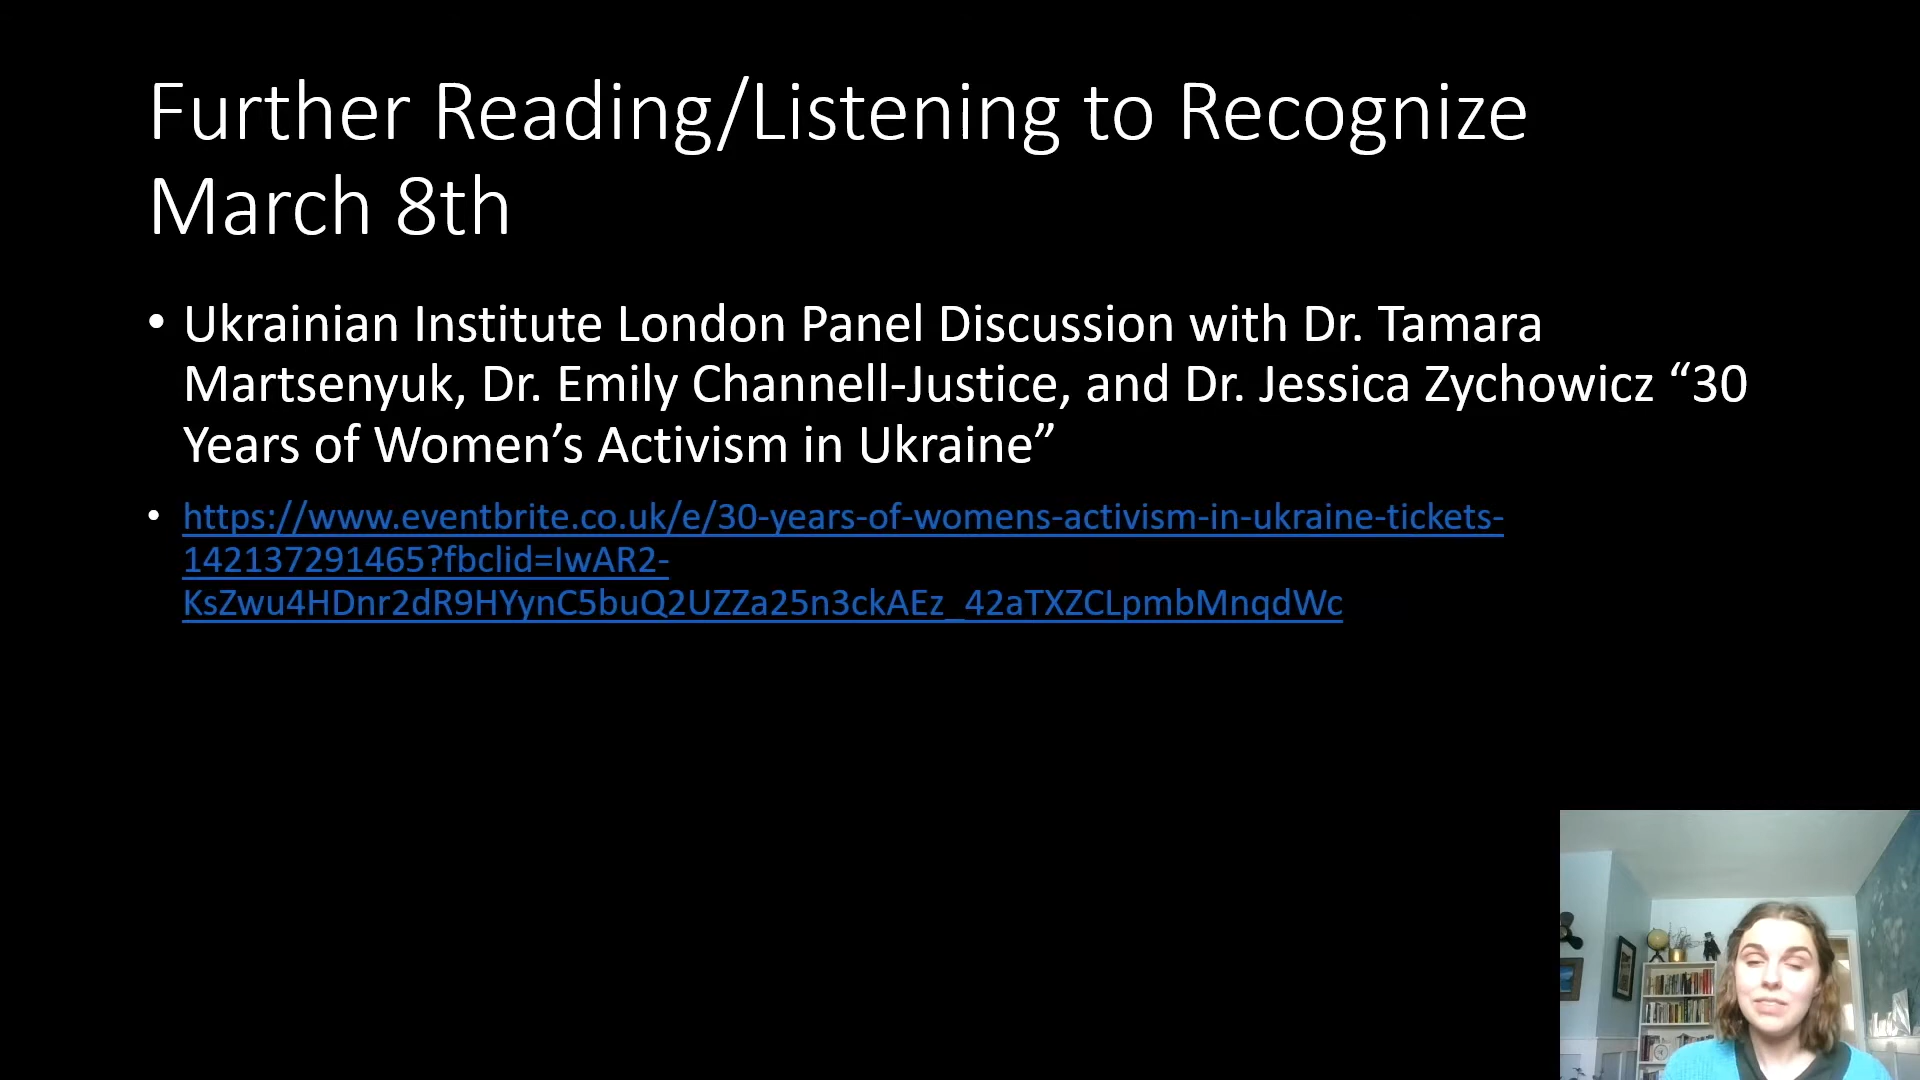 Further Reading/Listening to Recognize
March 8th
• Ukrainian Institute London Panel Discussion with Dr. Tamara
Martsenyuk, Dr. Emily Channell-Justice, and Dr. Jessica Zychowicz “30
Years of Women’s Activism in Ukraine”
• https://www.eventbrite.co.uk/e/30-years-of-womens-activism-in-ukraine-tickets-
142137291465?fbclid=IwAR2-
KsZwu4HDnr2dR9HYynC5buQ2UZZa25n3ckAEz_42aTXZCLpmbMnqdWc